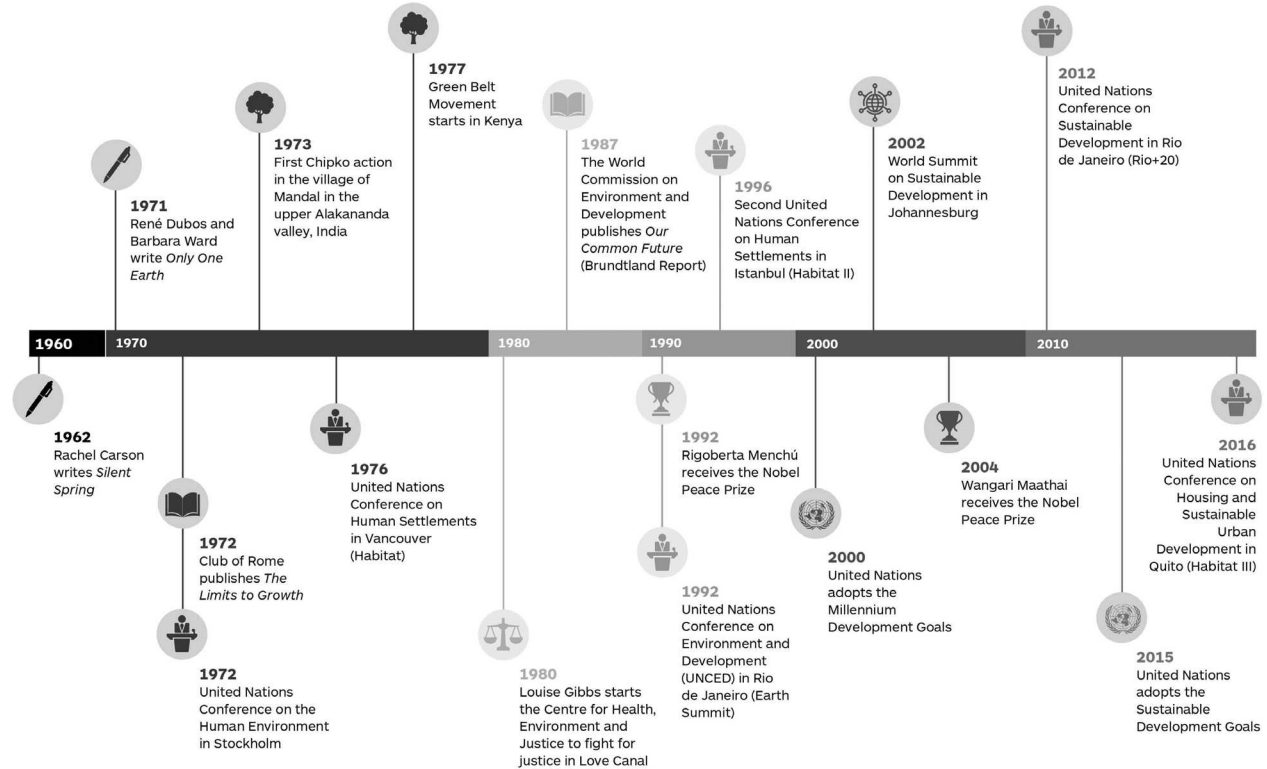 1977
Green Belt
Movement
starts in Kenya
2012
United Nations
Conference on
Sustainable
Development in Rio
de Janeiro (Rio+20)
1973
First Chipko action
in the village of
Mandal in the
upper Alakananda
valley, India
1987
The World
Commission on
Environment and
Development
publishes Our
Common Future
(Brundtland Report)
2002
World Summit
on Sustainable
Development in
Johannesburg
1971
René Dubos and
Barbara Ward
write Only One
Earth
1996
Second United
Nations Conference
on Human
Settlements in
Istanbul (Habitat II)
1960 1970 1980 1990 2000 2010
1962
Rachel Carson
writes Silent
Spring
1972
Club of Rome
publishes The
Limits to Growth
1972
United Nations
Conference on the
Human Environment
in Stockholm
1976
United Nations
Conference on
Human Settlements
in Vancouver
(Habitat)
1980
Louise Gibbs starts
the Centre for Health,
Environment and
Justice to fight for
justice in Love Canal
1992
Rigoberta Menchú
receives the Nobel
Peace Prize
1992
United Nations
Conference on
Environment and
Development
(UNCED) in Rio
de Janeiro (Earth
Summit)
2000
United Nations
adopts the
Millennium
Development Goals
2004
Wangari Maathai
receives the Nobel
Peace Prize
2015
United Nations
adopts the
Sustainable
Development Goals
2016
United Nations
Conference on
Housing and
Sustainable
Urban
Development in
Quito (Habitat III)